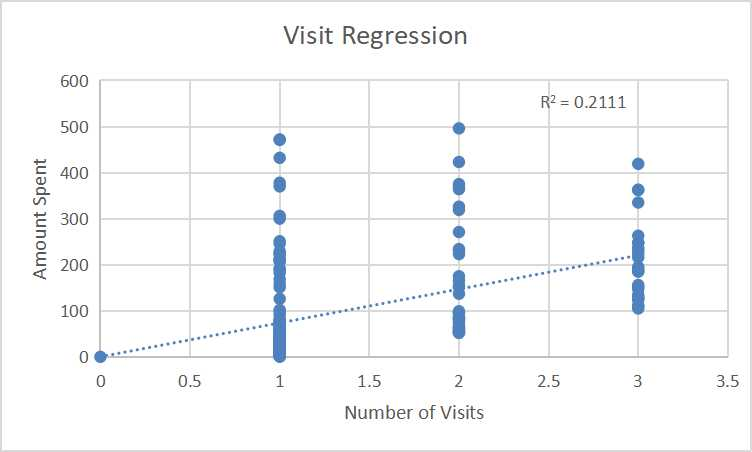 Visit Regression
R² = 0.2111
600
500
400
300
200
100
0
Amount Spent
0 0.5 1 1.5 2 2.5 3 3.5
Number of Visits